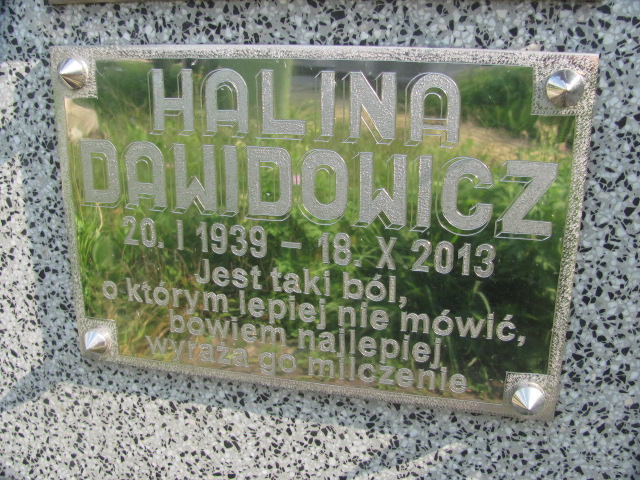 HALINA
DAWIDOWICZ
20. I 1939 – 18. X 2013
Jest taki ból,
o którym lepiej nie mówić,
bowiem najlepiej
wyraża go milczenie